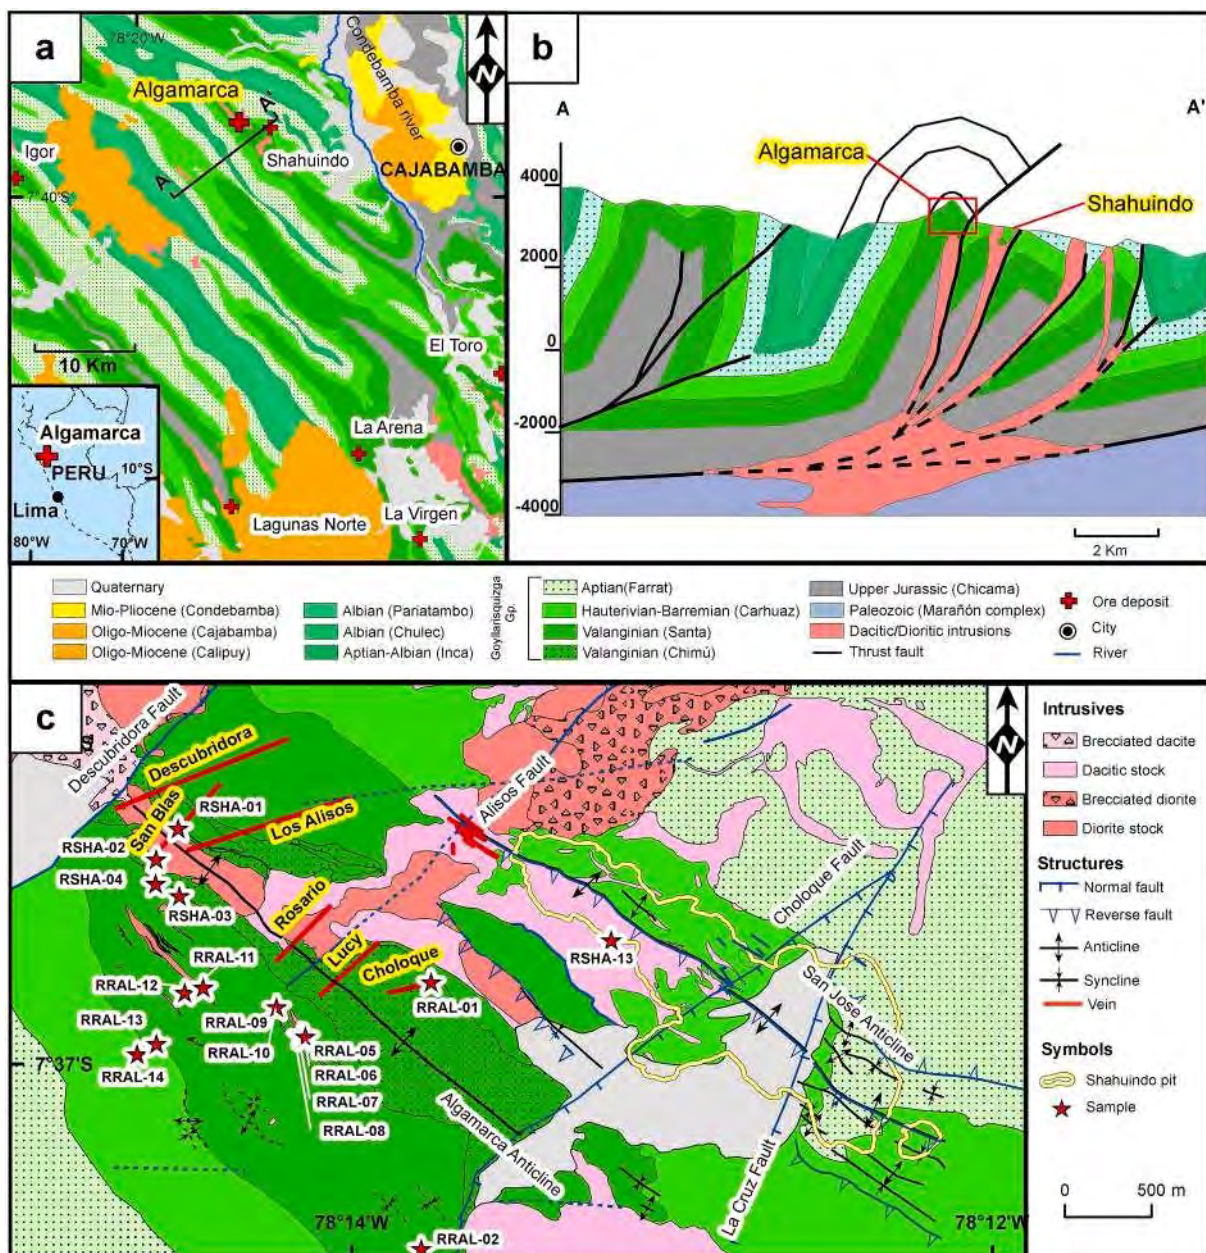 a
78°20'W
Algamarca
A'
Condebamba river
N
Igor
Shahuindo
CAJABAMBA
7°40'S
A
10 Km
El Toro
Algamarca
PERU
10°S
Lima
80°W
70°W
La Arena
Lagunas Norte
La Virgen
b
A
A'
Algamarca
Shahuindo
4000
2000
0
-2000
-4000
2 Km
Quaternary
Mio-Pliocene (Condebamba)
Oligo-Miocene (Cajabamba)
Oligo-Miocene (Calipuy)
Albian (Pariatambo)
Albian (Chulec)
Aptian-Albian (Inca)
Goyllarisquizga
Gp.
Aptian(Farrat)
Hauterivian-Barremian (Carhuaz)
Valanginian (Santa)
Valanginian (Chimú)
Upper Jurassic (Chicama)
Paleozoic (Marañón complex)
Dacitic/Dioritic intrusions
Thrust fault
Ore deposit
City
River
c
N
Descubridora Fault
Descubridora
San Blas
RSHA-01
Los Alisos
Alisos Fault
RSHA-02
RSHA-04
RSHA-03
Rosario
Lucy
Choloque
Choloque Fault
RSHA-13
RRAL-11
RRAL-12
RRAL-01
San Jose Anticline
RRAL-13
RRAL-09
RRAL-10
RRAL-05
RRAL-06
RRAL-07
RRAL-08
7°37'S
RRAL-14
Algamarca Anticline
La Cruz Fault
78°14'W
78°12'W
RRAL-02
Intrusives
Brecciated dacite
Dacitic stock
Brecciated diorite
Diorite stock
Structures
Normal fault
Reverse fault
Anticline
Syncline
Vein
Symbols
Shahuindo pit
Sample
0
500 m